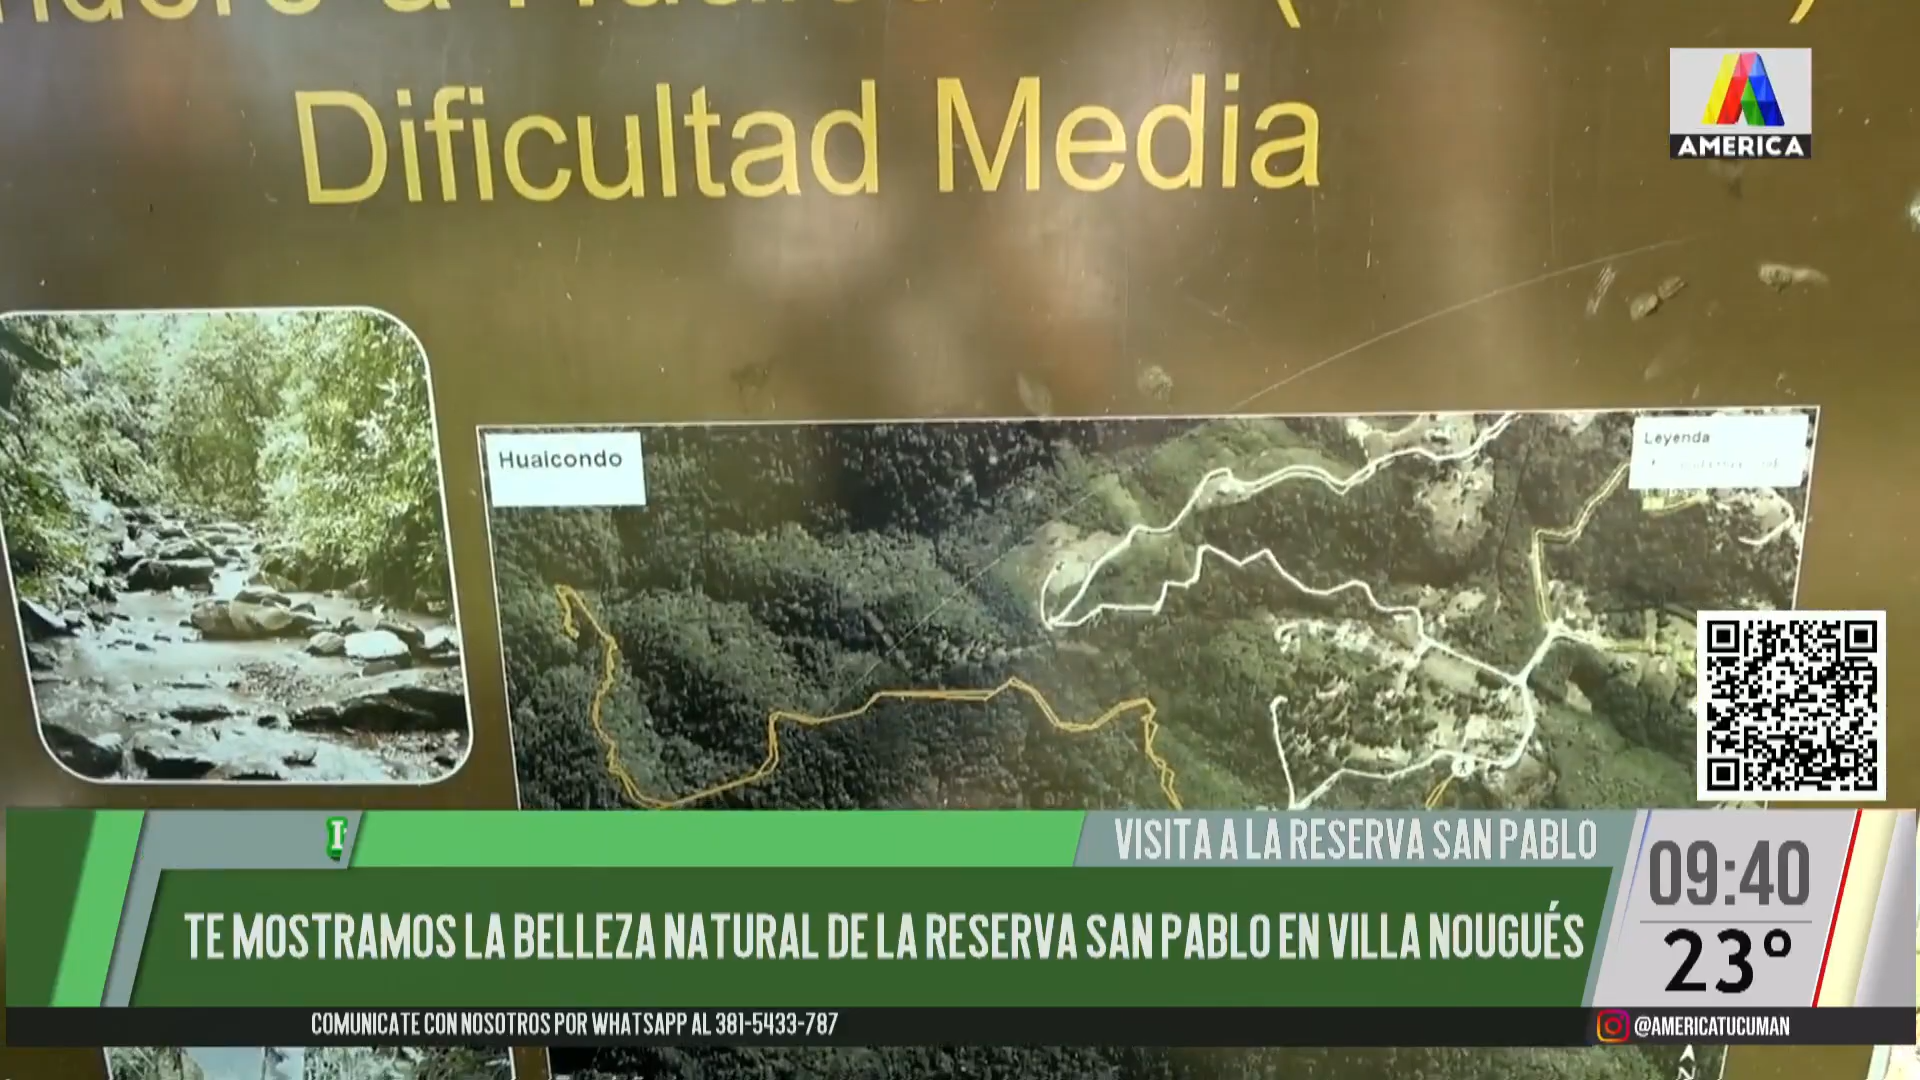 Dificultad Media
AMERICA
Hualcondo
Leyenda
VISITA A LA RESERVA SAN PABLO
TE MOSTRAMOS LA BELLEZA NATURAL DE LA RESERVA SAN PABLO EN VILLA NOUGUÉS
09:40
23°
COMUNICATE CON NOSOTROS POR WHATSAPP AL 381-5433-787
@AMERICATUCUMAN